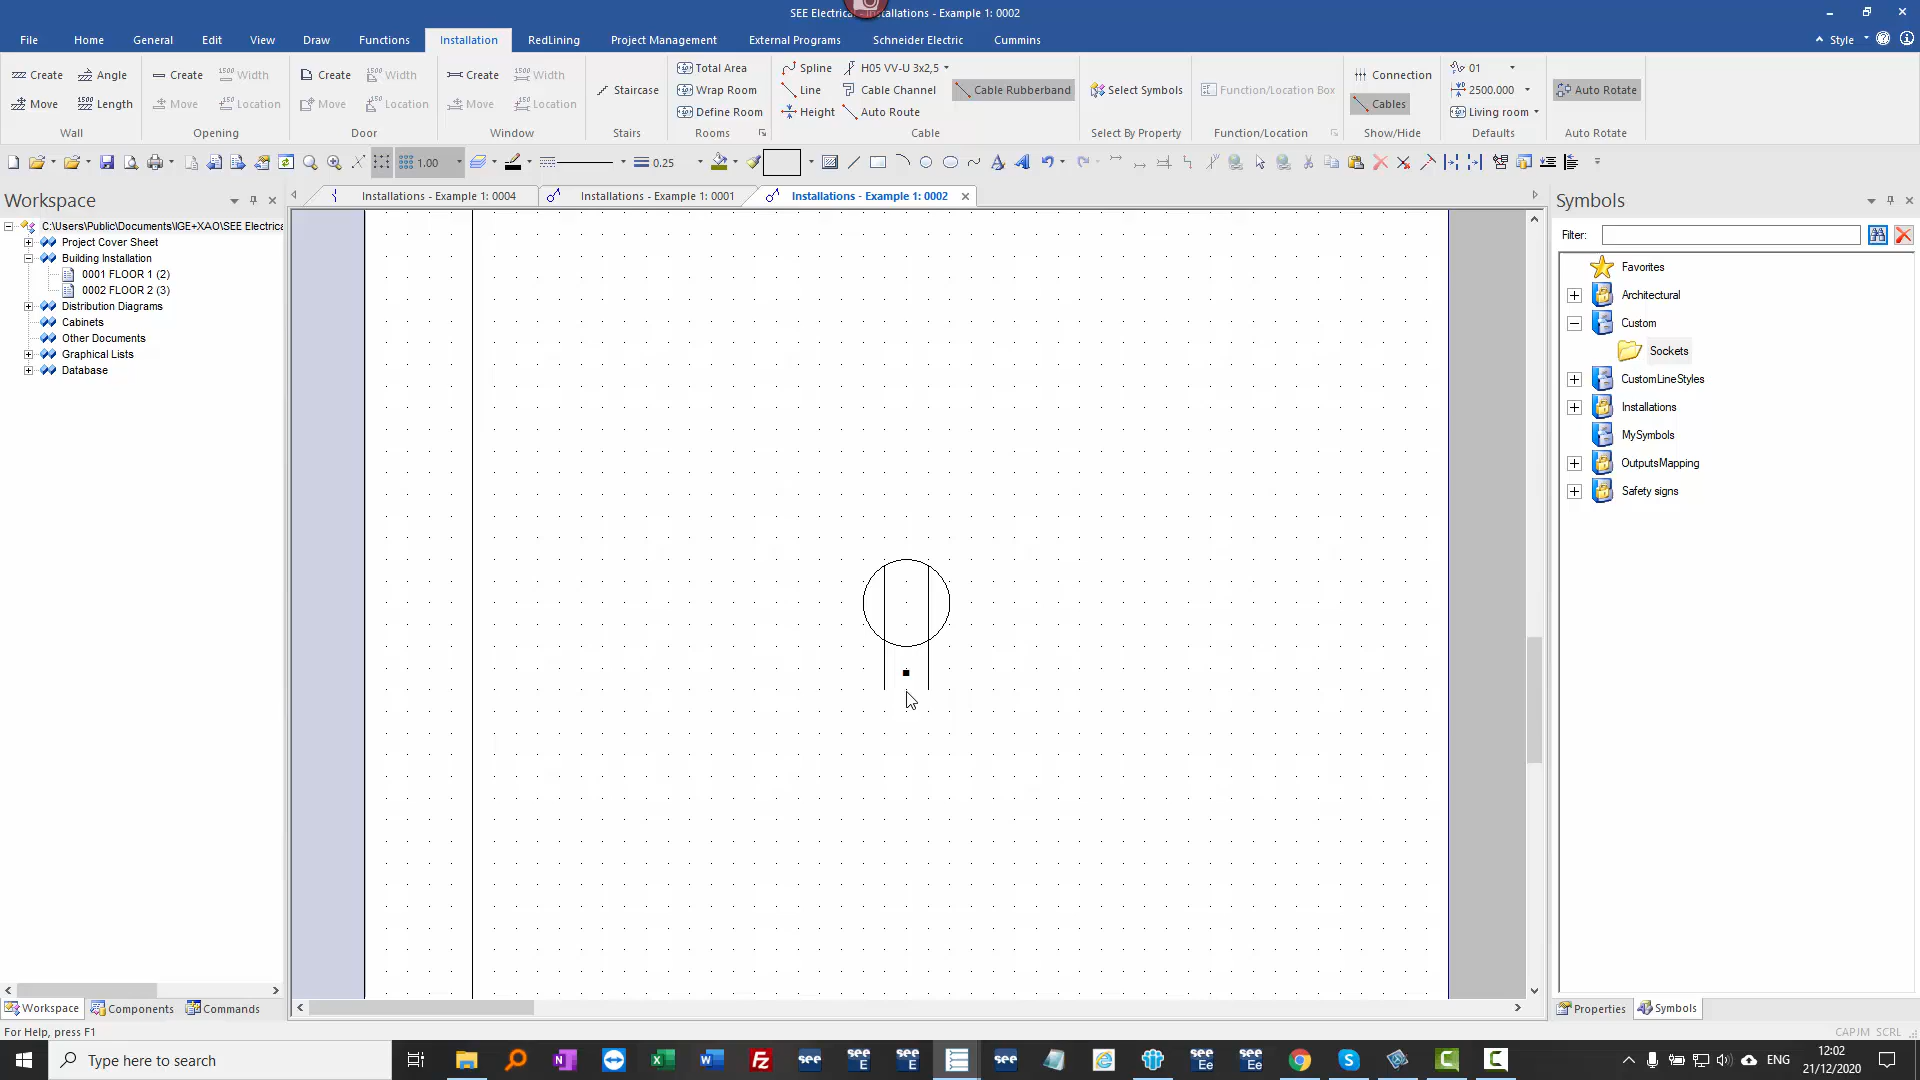 SEE Electrical Installations - Example 1: 0002
File Home General Edit View Draw Functions Installation RedLining Project Management External Programs Schneider Electric Cummins Style
Create Angle Create Width Create Width Create Width Total Area Spline H05 VV-U 3x2,5 Connection 01
Staircase Wrap Room Line Cable Channel Cable Rubberband Select Symbols Function/Location Box 2500.000 Auto Rotate
Move Length Move Location Move Location Move Location Define Room Height Auto Route Cables Living room
Wall Opening Door Window Stairs Rooms Cable Select By Property Function/Location Show/Hide Defaults Auto Rotate
1.00 0.25
Workspace
Installations - Example 1: 0004 Installations - Example 1: 0001 Installations - Example 1: 0002
C:\Users\Public\Documents\IGE+XAO\SEE Electrica
Project Cover Sheet
Building Installation
0001 FLOOR 1 (2)
0002 FLOOR 2 (3)
Distribution Diagrams
Cabinets
Other Documents
Graphical Lists
Database
Symbols
Filter:
Favorites
Architectural
Custom
Sockets
CustomLineStyles
Installations
MySymbols
OutputsMapping
Safety signs
Workspace Components Commands
Properties Symbols
For Help, press F1
CAPJM SCRL
Type here to search
ENG
12:02
21/12/2020